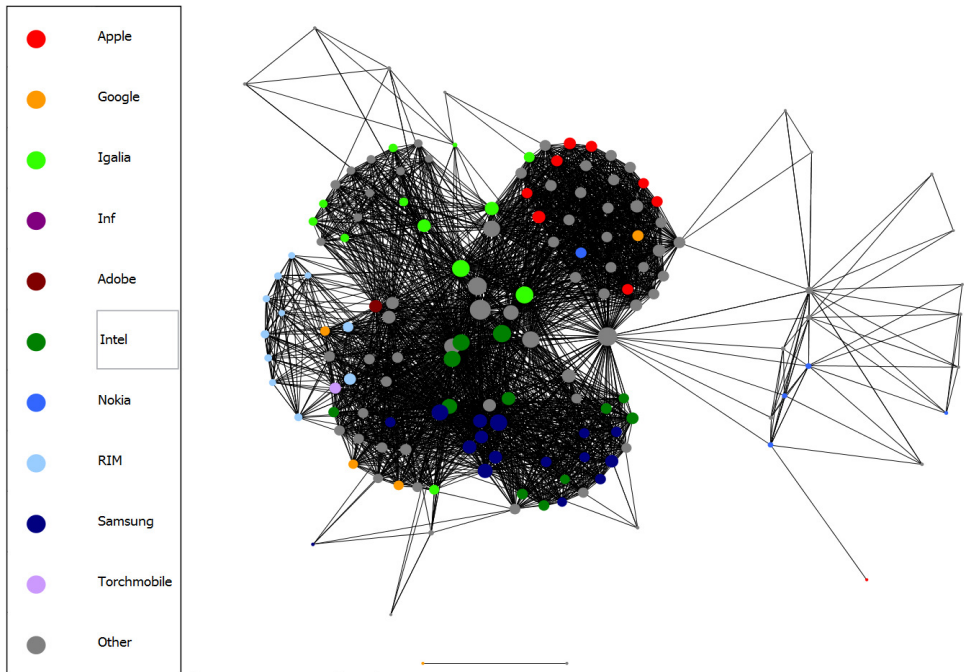 Apple
Google
Igalia
Inf
Adobe
Intel
Nokia
RIM
Samsung
Torchmobile
Other